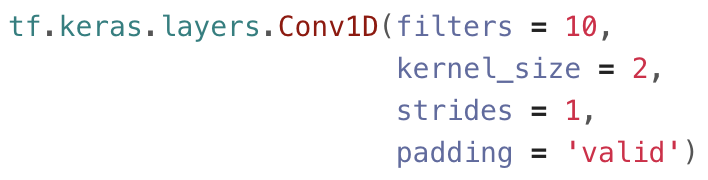 tf.keras.layers.Conv1D(filters = 10,
kernel_size = 2,
strides = 1,
padding = 'valid')